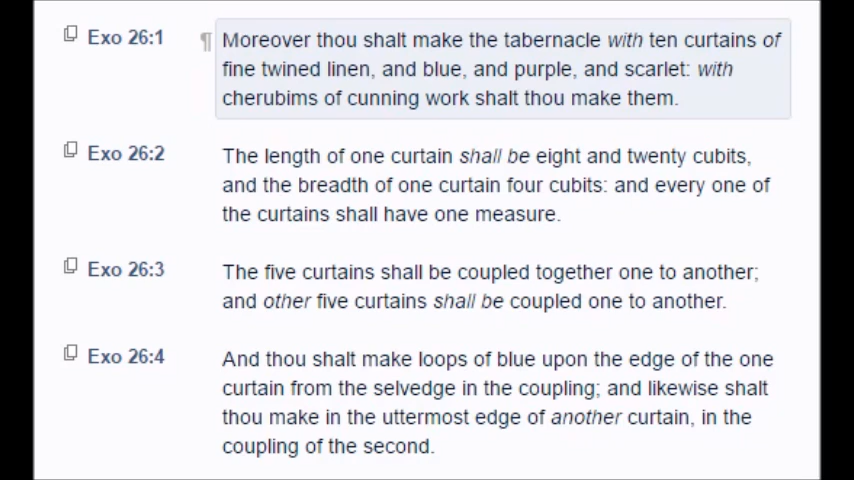 Exo 26:1 ¶ Moreover thou shalt make the tabernacle with ten curtains of
fine twined linen, and blue, and purple, and scarlet: with
cherubims of cunning work shalt thou make them.
Exo 26:2 The length of one curtain shall be eight and twenty cubits,
and the breadth of one curtain four cubits: and every one of
the curtains shall have one measure.
Exo 26:3 The five curtains shall be coupled together one to another;
and other five curtains shall be coupled one to another.
Exo 26:4 And thou shalt make loops of blue upon the edge of the one
curtain from the selvedge in the coupling; and likewise shalt
thou make in the uttermost edge of another curtain, in the
coupling of the second.